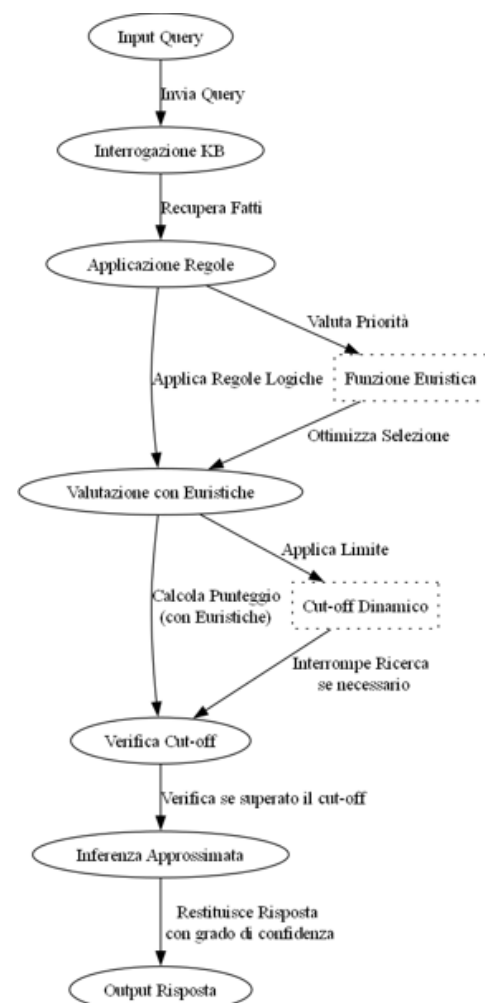 Input Query
Invia Query
Interrogazione KB
Recupera Fatti
Applicazione Regole
Valuta Priorità
Applica Regole Logiche
Funzione Euristica
Ottimizza Selezione
Valutazione con Euristiche
Applica Limite
Calcola Punteggio
(con Euristiche)
Cut-off Dinamico
Interrompe Ricerca
se necessario
Verifica Cut-off
Verifica se superato il cut-off
Inferenza Approssimata
Restituisce Risposta
con grado di confidenza
Output Risposta